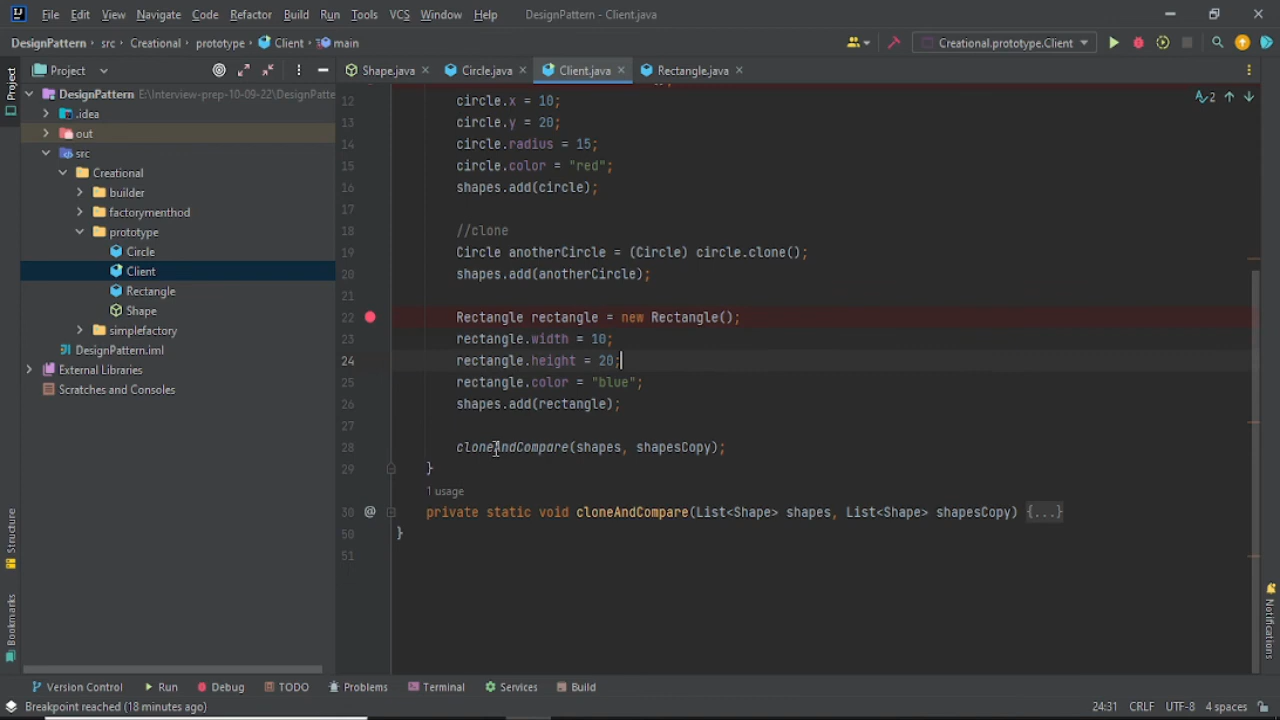 File Edit View Navigate Code Refactor Build Run Tools VCS Window Help DesignPattern - Client.java
DesignPattern src Creational prototype Client main Creational.prototype.Client
Project Project Shape.java Circle.java Client.java Rectangle.java
DesignPattern E:\Interview-prep-10-09-22\DesignPatte
.idea
out
src
Creational
builder
factorymenthod
prototype
Circle
Client
Rectangle
Shape
simplefactory
DesignPattern.iml
External Libraries
Scratches and Consoles
2
12 circle.x = 10;
13 circle.y = 20;
14 circle.radius = 15;
15 circle.color = "red";
16 shapes.add(circle);
17
18 //clone
19 Circle anotherCircle = (Circle) circle.clone();
20 shapes.add(anotherCircle);
21
22 Rectangle rectangle = new Rectangle();
23 rectangle.width = 10;
24 rectangle.height = 20;
25 rectangle.color = "blue";
26 shapes.add(rectangle);
27
28 cloneAndCompare(shapes, shapesCopy);
29 }
1 usage
30 @ private static void cloneAndCompare(List<Shape> shapes, List<Shape> shapesCopy) {...}
50 }
51
Structure
Bookmarks
Notifications
Version Control Run Debug TODO Problems Terminal Services Build
Breakpoint reached (18 minutes ago) 24:31 CRLF UTF-8 4 spaces